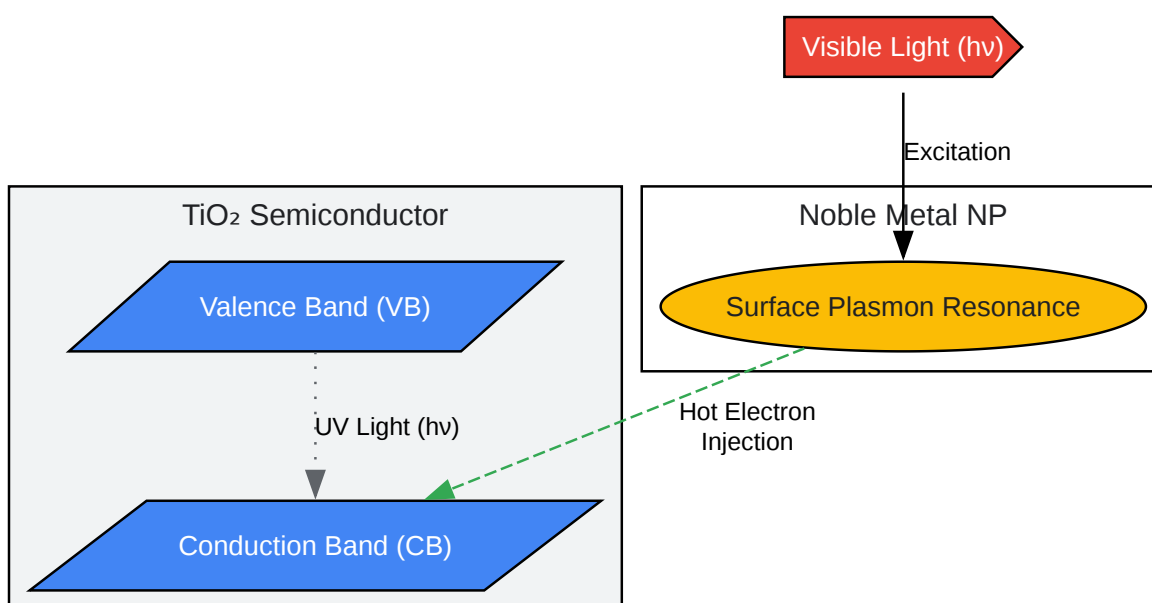 Visible Light (hν)
Excitation
TiO₂ Semiconductor
Noble Metal NP
Valence Band (VB)
Surface Plasmon Resonance
UV Light (hν)
Hot Electron
Injection
Conduction Band (CB)